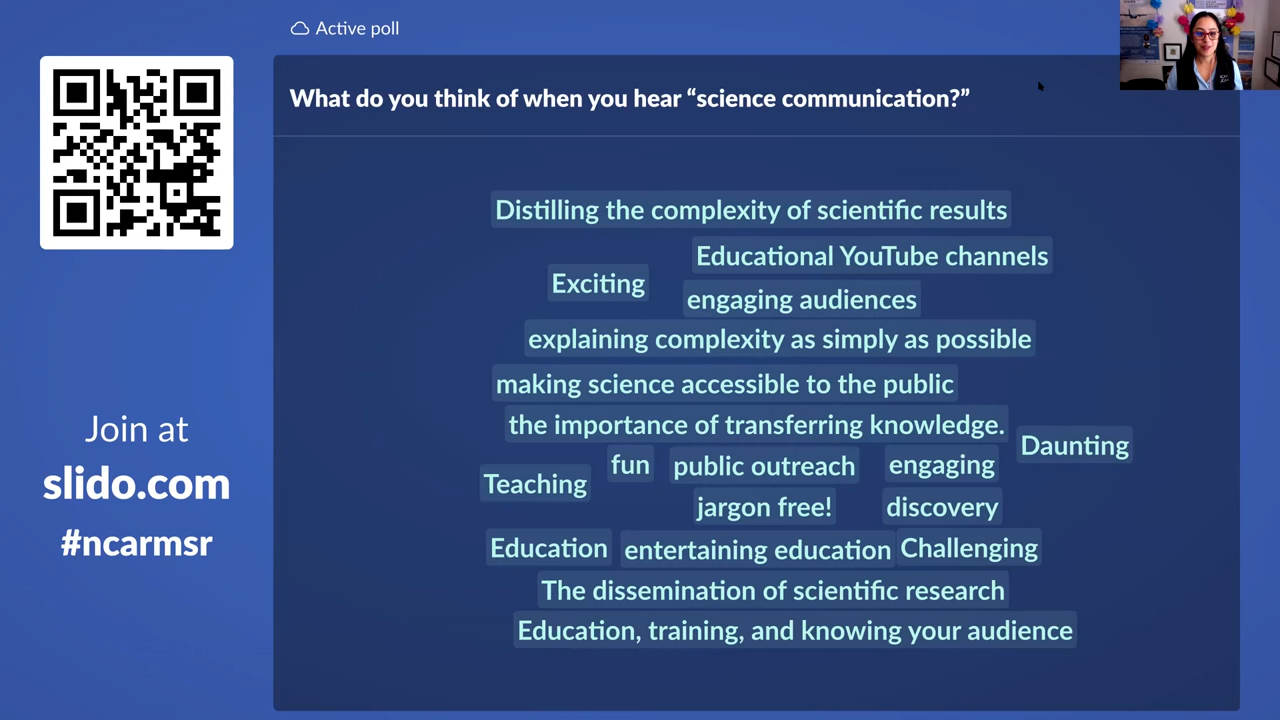 Active poll
What do you think of when you hear “science communication?”
Distilling the complexity of scientific results
Educational YouTube channels
Exciting
engaging audiences
explaining complexity as simply as possible
making science accessible to the public
the importance of transferring knowledge.
Daunting
fun
public outreach
engaging
Teaching
jargon free!
discovery
Education
entertaining education
Challenging
The dissemination of scientific research
Education, training, and knowing your audience
Join at
slido.com
#ncarmsr